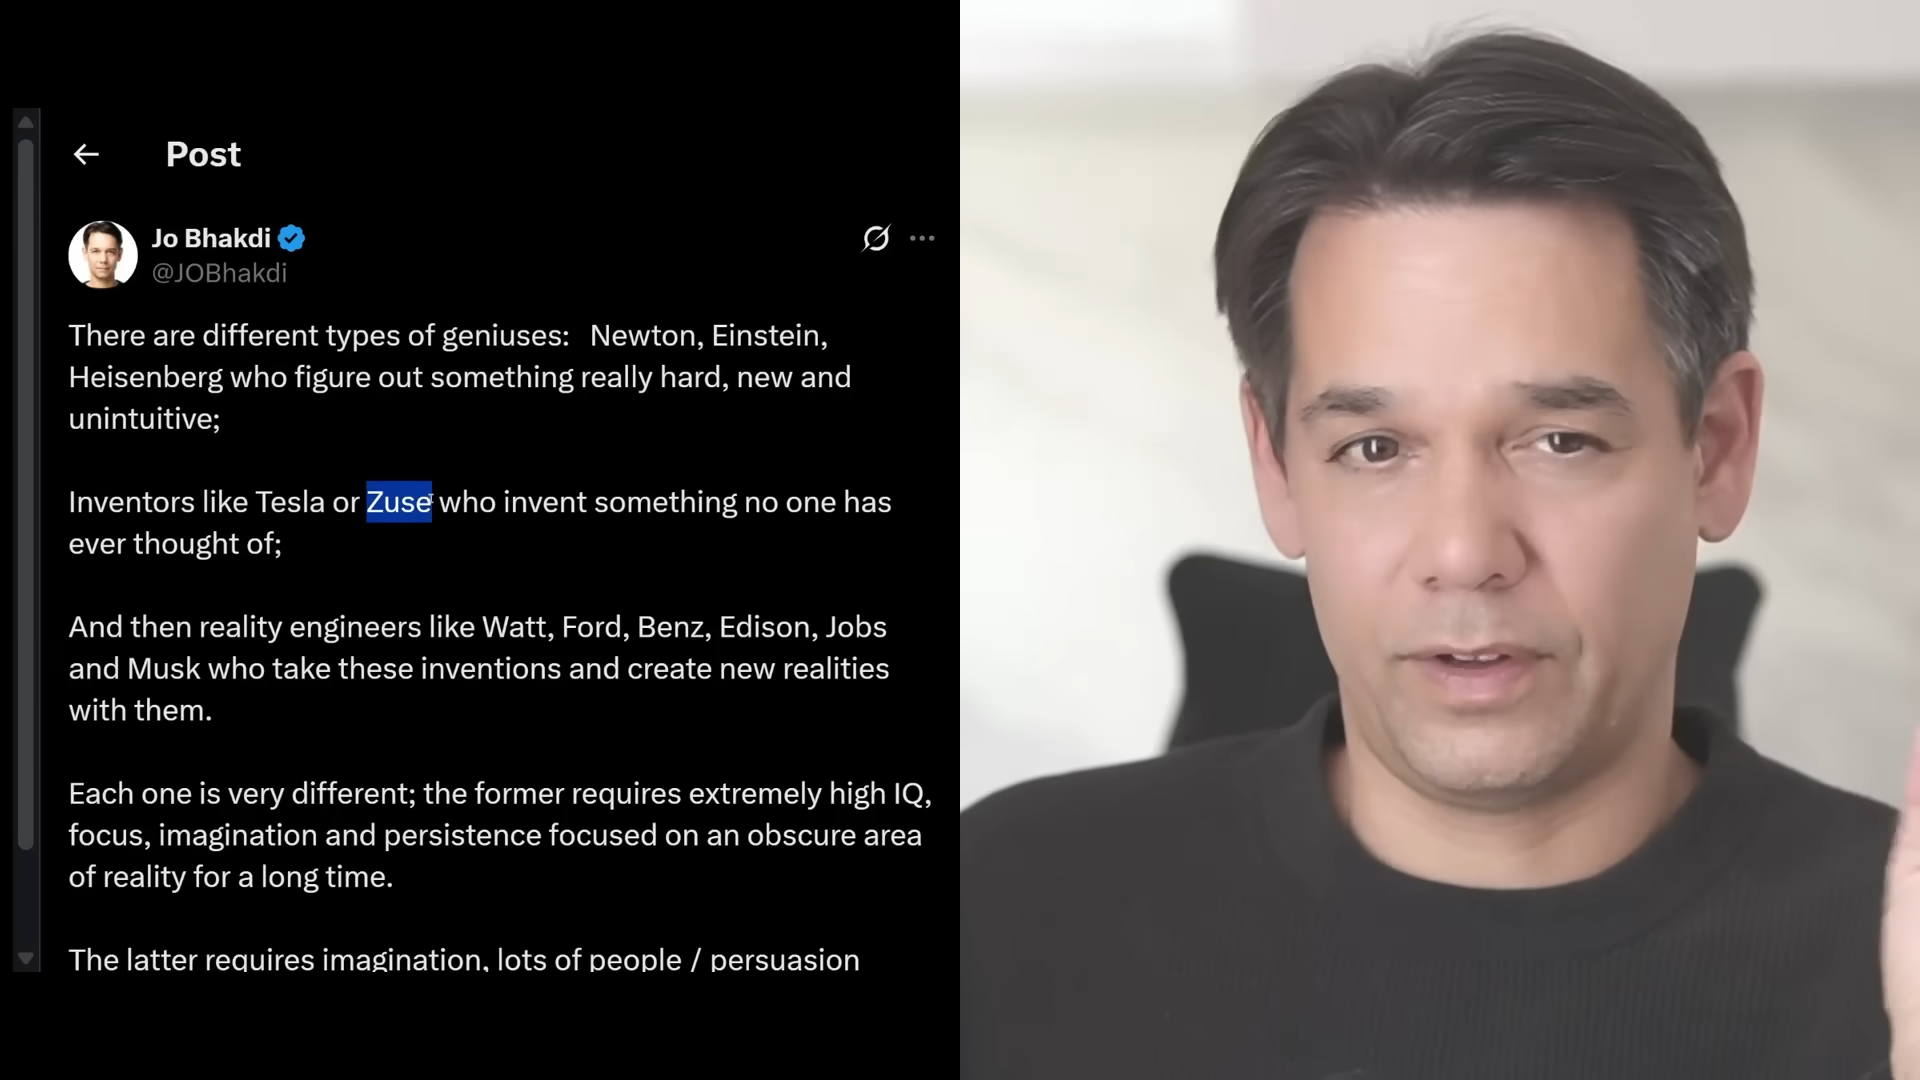 Post
Jo Bhakdi
@JOBhakdi
There are different types of geniuses:   Newton, Einstein,
Heisenberg who figure out something really hard, new and
unintuitive;
Inventors like Tesla or Zuse who invent something no one has
ever thought of;
And then reality engineers like Watt, Ford, Benz, Edison, Jobs
and Musk who take these inventions and create new realities
with them.
Each one is very different; the former requires extremely high IQ,
focus, imagination and persistence focused on an obscure area
of reality for a long time.
The latter requires imagination, lots of people / persuasion